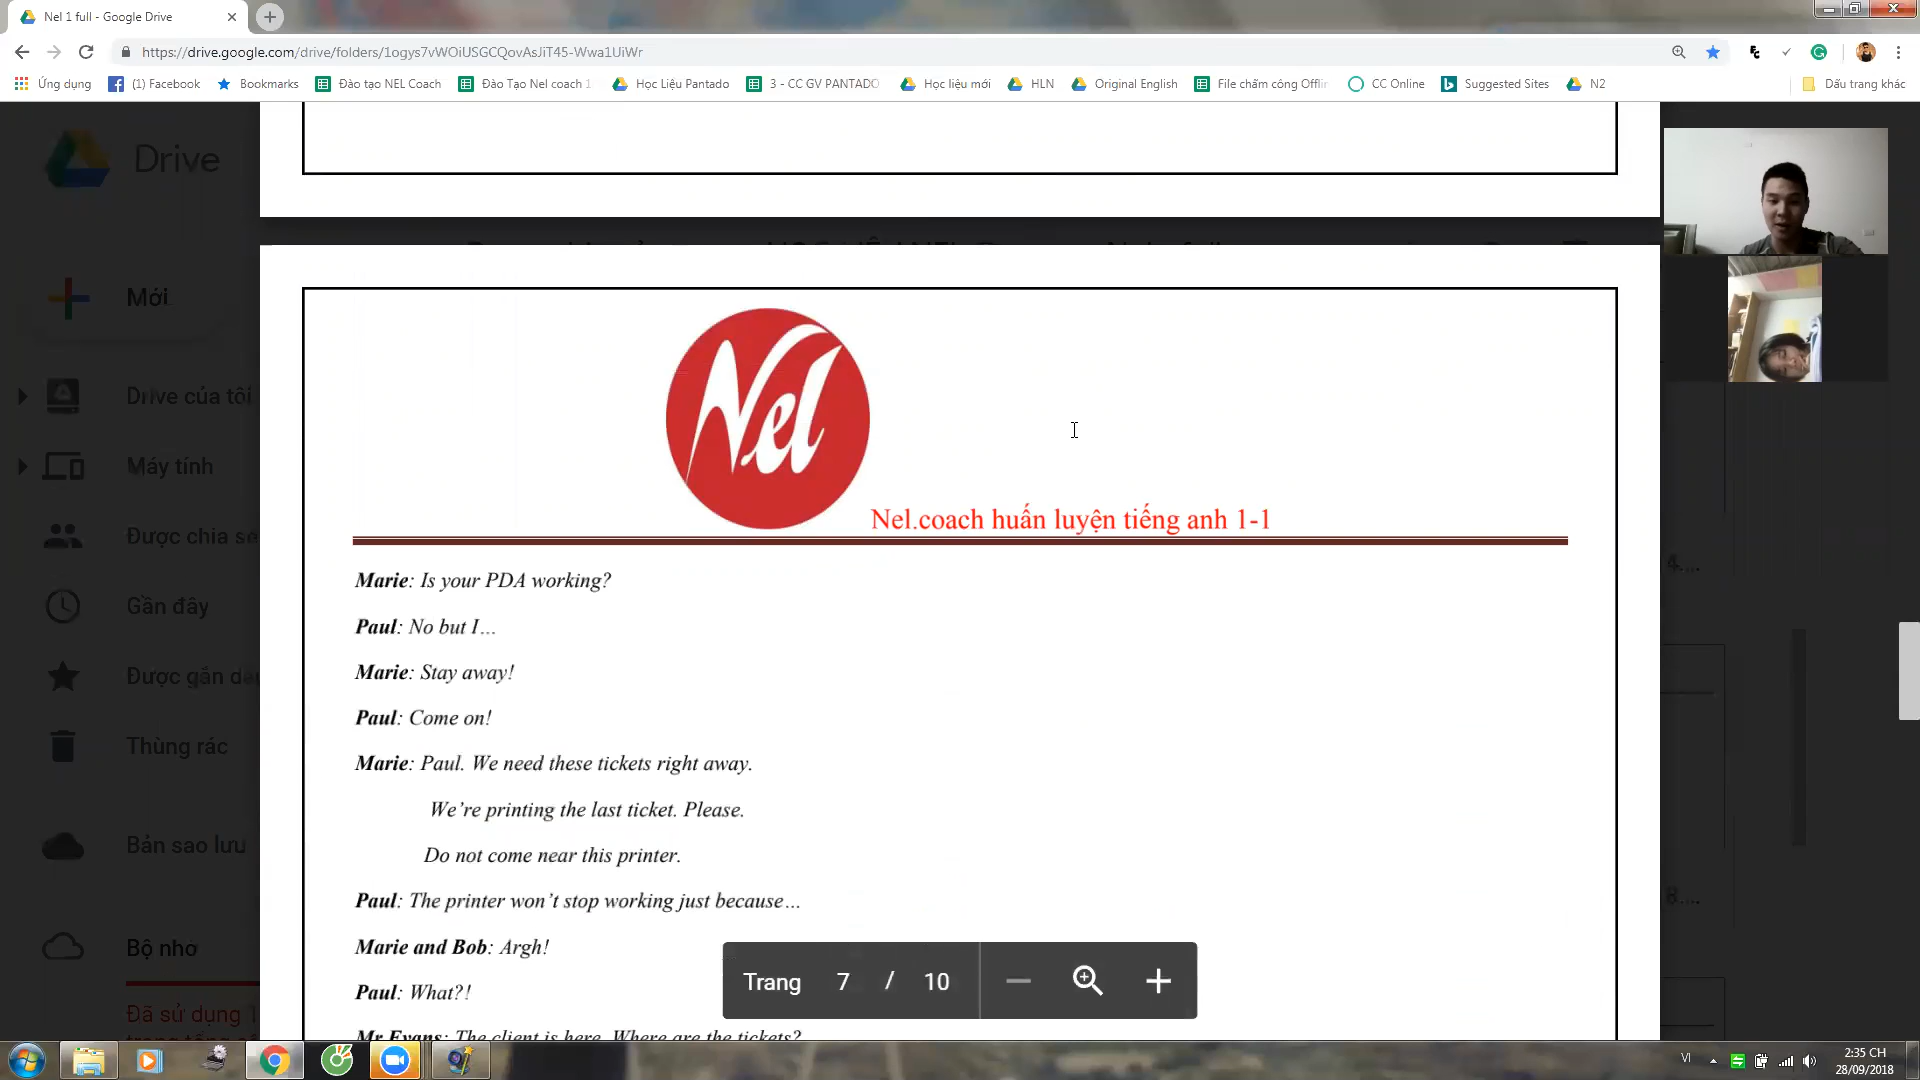 Nel 1 full - Google Drive
https://drive.google.com/drive/folders/1ogys7vWOiUSGCQovAsJiT45-Wwa1UiWr
Ứng dụng
(1) Facebook
Bookmarks
Đào tạo NEL Coach
Đào Tạo Nel coach 1
Học Liệu Pantado
3 - CC GV PANTADO
Học liệu mới
HLN
Original English
File chấm công Offlin
CC Online
Suggested Sites
N2
Dấu trang khác
Drive
Mới
Drive của tôi
Máy tính
Được chia sẻ
Gần đây
Được gắn dấ
Thùng rác
Bản sao lưu
Bộ nhớ
Đã sử dụng 1
Nel
Nel.coach huấn luyện tiếng anh 1-1
Marie: Is your PDA working?
Paul: No but I…
Marie: Stay away!
Paul: Come on!
Marie: Paul. We need these tickets right away.
We’re printing the last ticket. Please.
Do not come near this printer.
Paul: The printer won’t stop working just because…
Marie and Bob: Argh!
Paul: What?!
Mr Evans: The client is here. Where are the tickets?
Trang 7 / 10
VI
2:35 CH
28/09/2018